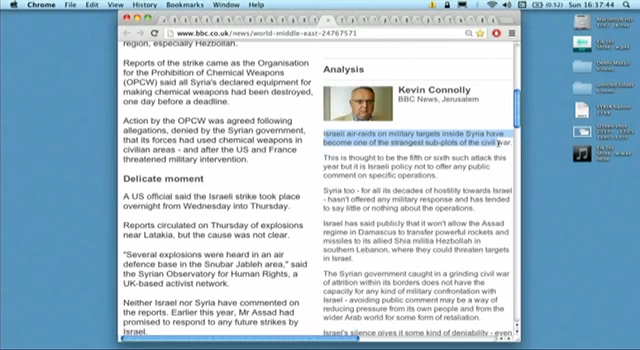 Chrome File Edit View History Bookmarks Window Help
(0:52) Sun 16:37:44
www.bbc.co.uk/news/world-middle-east-24767571
region, especially Hezbollah.
Reports of the strike came as the Organisation
for the Prohibition of Chemical Weapons
(OPCW) said all Syria's declared equipment for
making chemical weapons had been destroyed,
one day before a deadline.
Action by the OPCW was agreed following
allegations, denied by the Syrian government,
that its forces had used chemical weapons in
civilian areas - and after the US and France
threatened military intervention.
Delicate moment
A US official said the Israeli strike took place
overnight from Wednesday into Thursday.
Reports circulated on Thursday of explosions
near Latakia, but the cause was not clear.
"Several explosions were heard in an air
defence base in the Snubar Jableh area," said
the Syrian Observatory for Human Rights, a
UK-based activist network.
Neither Israel nor Syria have commented on
the reports. Earlier this year, Mr Assad had
promised to respond to any future strikes by
Israel.
Analysis
Kevin Connolly
BBC News, Jerusalem
Israeli air-raids on military targets inside Syria have
become one of the strangest sub-plots of the civil war.
This is thought to be the fifth or sixth such attack this
year but it is Israeli policy not to offer any public
comment on specific operations.
Syria too - for all its decades of hostility towards Israel
- hasn't offered any military response and has tended
to say little or nothing about the operations.
Israel has said publicly that it won't allow the Assad
regime in Damascus to transfer powerful rockets and
missiles to its allied Shia militia Hezbollah in
southern Lebanon, where they could threaten targets
in Israel.
The Syrian government caught in a grinding civil war
of attrition within its borders does not have the
capacity for any kind of military confrontation with
Israel - avoiding public comment may be a way of
reducing pressure from its own people and from the
wider Arab world for some form of retaliation.
Israel's silence gives it some kind of deniability - even